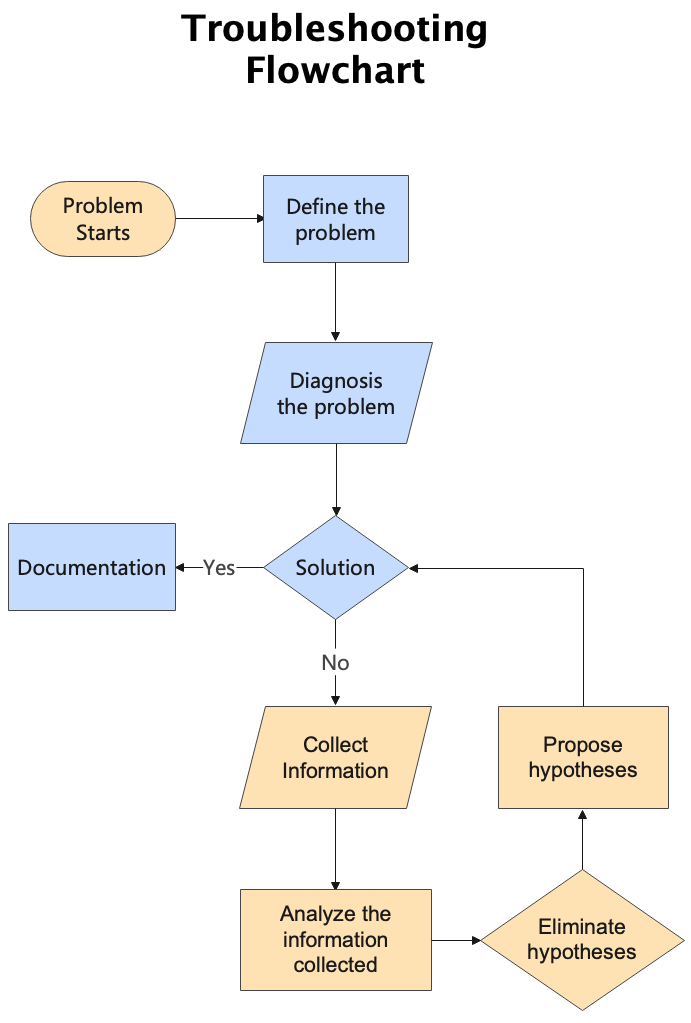 Troubleshooting
Flowchart
Problem
Starts
Define the
problem
Diagnosis
the problem
Solution
Yes
Documentation
No
Collect
Information
Analyze the
information
collected
Eliminate
hypotheses
Propose
hypotheses